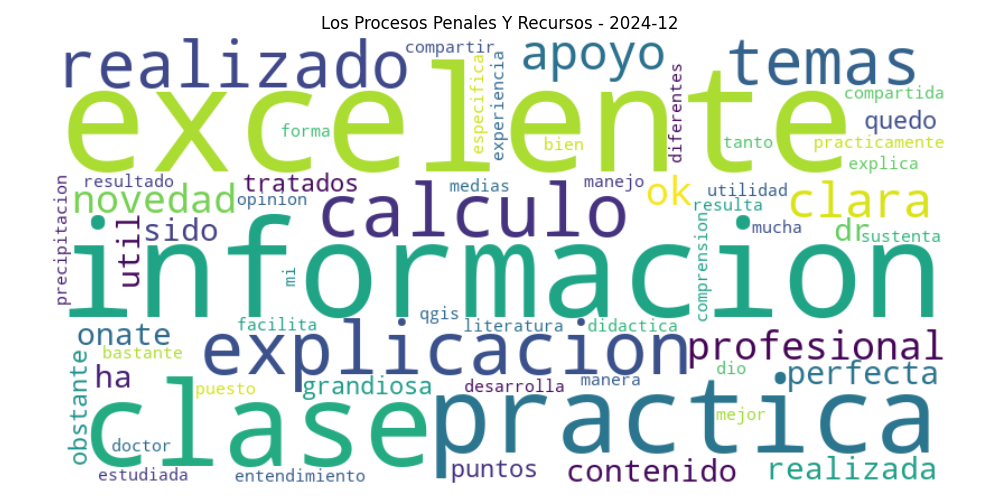 Los Procesos Penales Y Recursos - 2024-12
realizado
compartir
apoyo
temas
excelente
especifica
experiencia
diferentes
compartida
forma
bien
tanto
quedo
practicamente
explica
resultado
tratados
medias
manejo
ok
utilidad
novedad
opinion
calculo
resulta
clara
precipitacion
util
sido
mucha
dr
sustenta
informacion
mi
comprension
qgis
onate
facilita
literatura
didactica
bastante
explicacion
profesional
obstante
ha
puesto
grandiosa
desarrolla
manera
dio
perfecta
clase
practica
mejor
doctor
estudiada
entendimiento
puntos
contenido
realizada